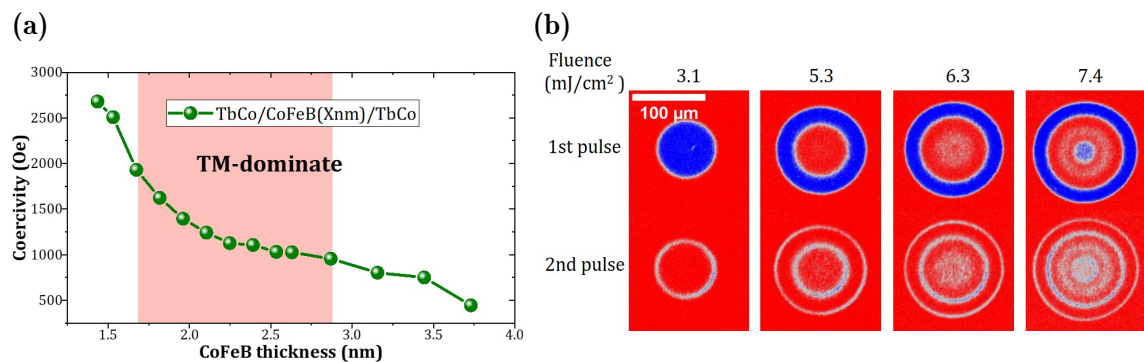 (a)
3000
2500
2000
1500
1000
500
Coercivity (Oe)
TbCo/CoFeB(Xnm)/TbCo
TM-dominate
1.5 2.0 2.5 3.0 3.5 4.0
CoFeB thickness (nm)
(b)
Fluence
(mJ/cm²) 3.1 5.3 6.3 7.4
100 µm
1st pulse
2nd pulse